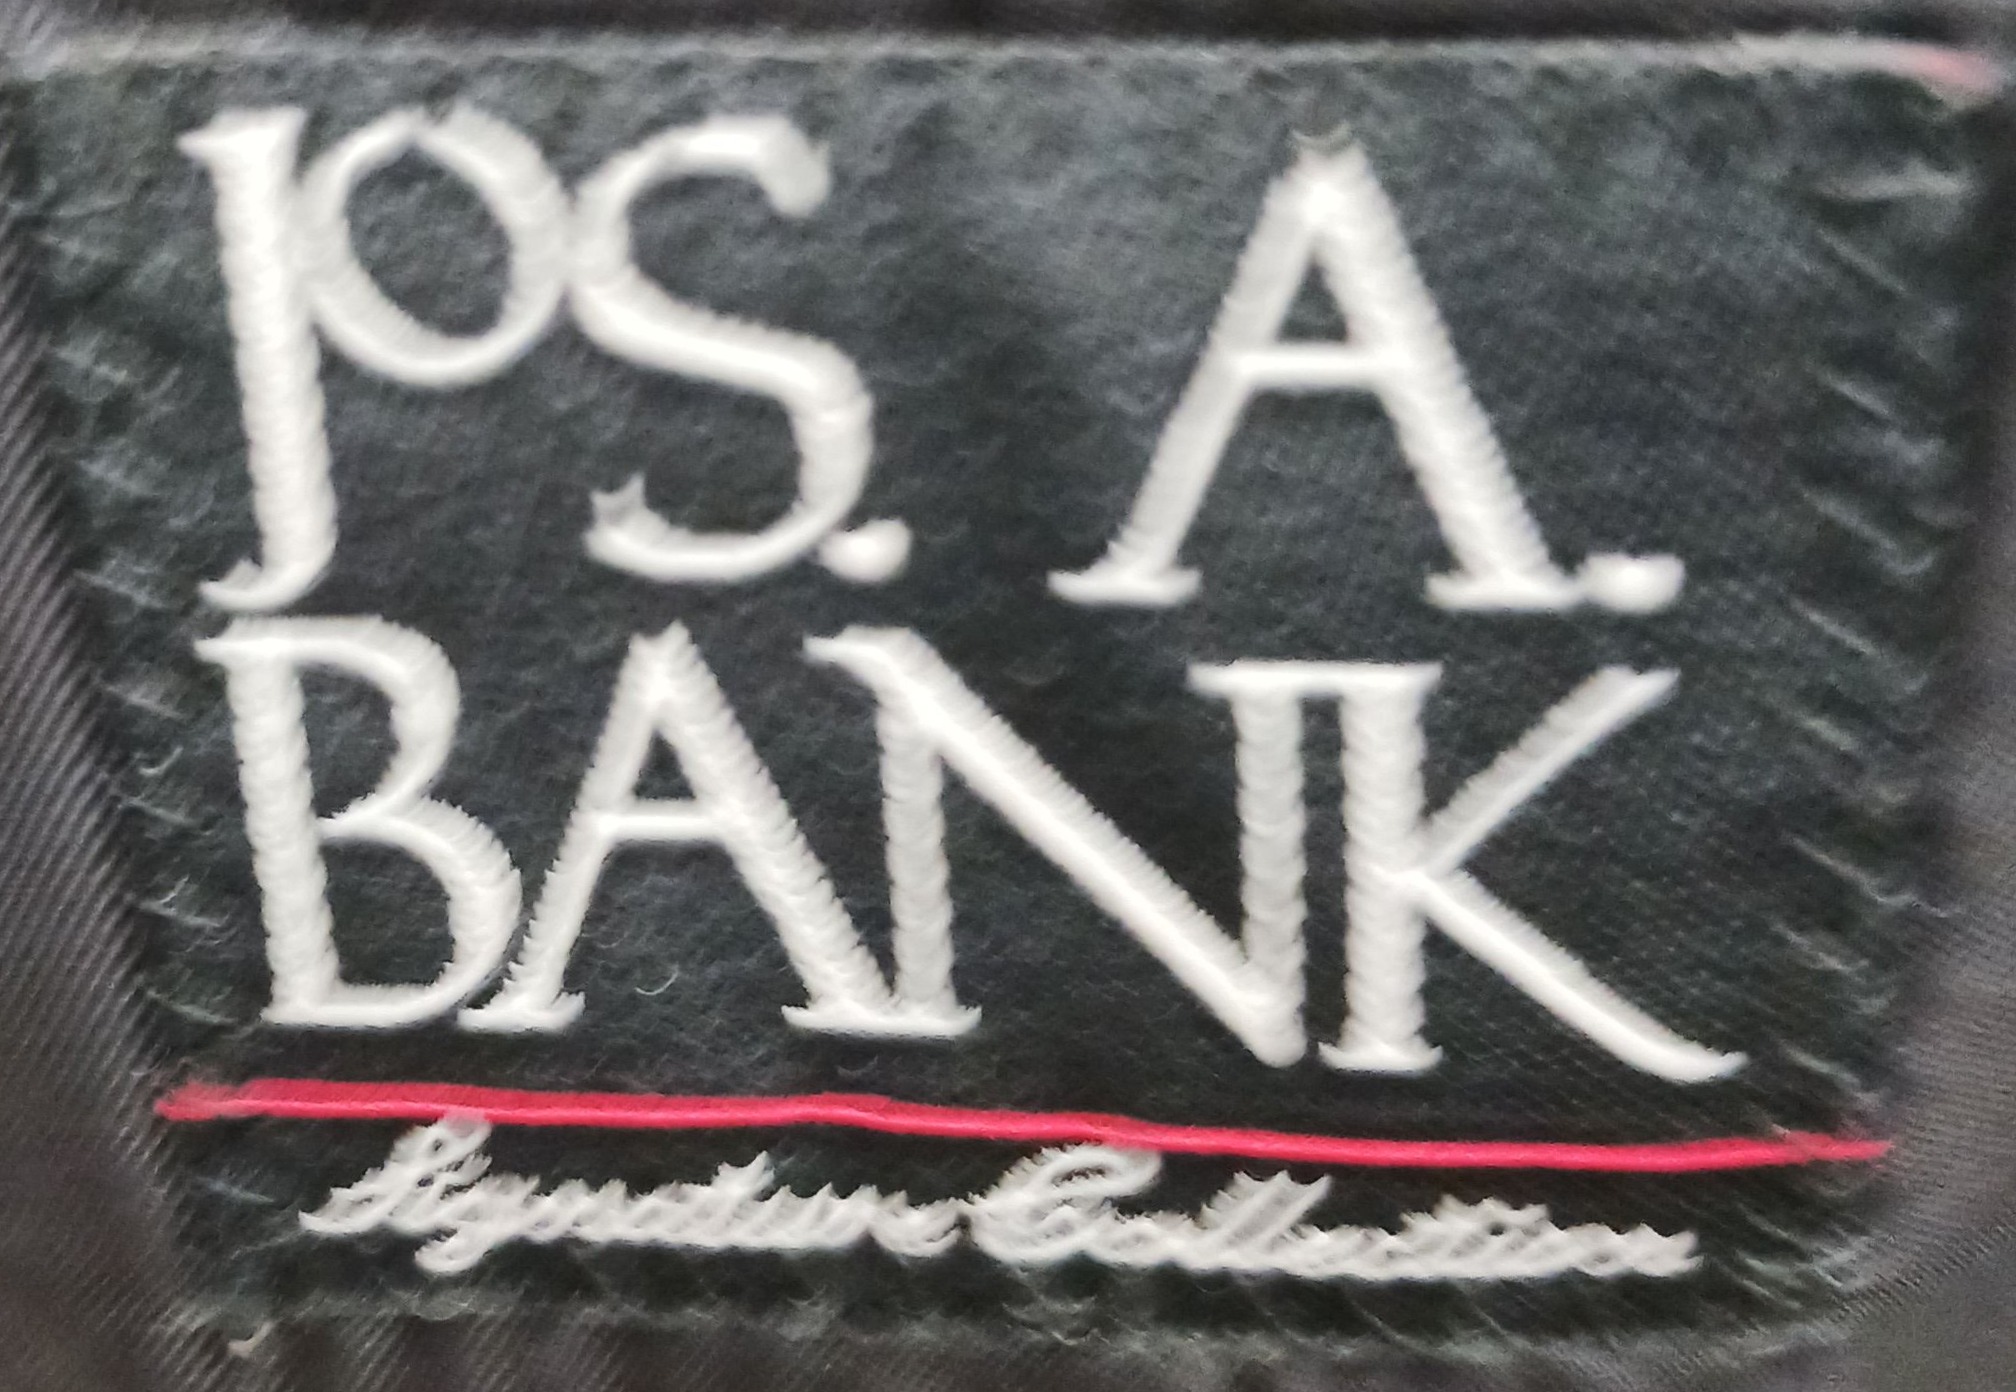 JOS. A.
BANK
Signature Collection